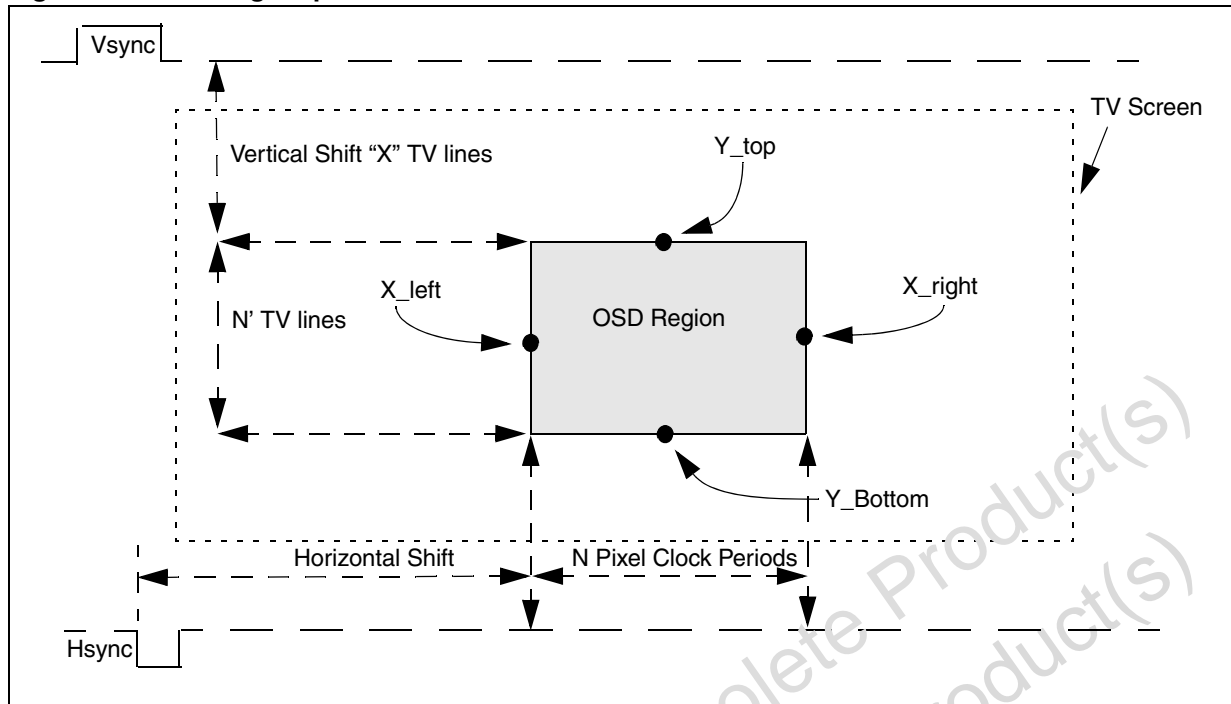 Vsync
TV Screen
Vertical Shift “X” TV lines
Y_top
X_left
X_right
N’ TV lines
OSD Region
Y_Bottom
Horizontal Shift
N Pixel Clock Periods
Hsync
Product(s)